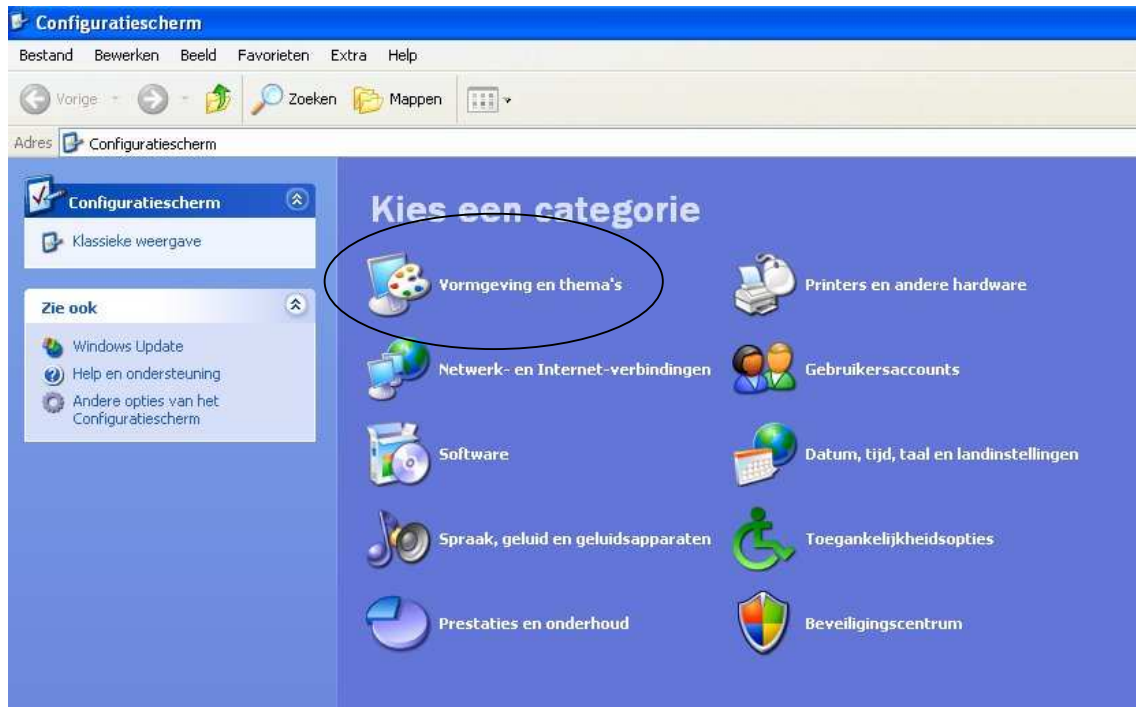 Configuratiescherm
Bestand Bewerken Beeld Favorieten Extra Help
Vorige Zoeken Mappen
Adres Configuratiescherm
Configuratiescherm
Klassieke weergave
Zie ook
Windows Update
Help en ondersteuning
Andere opties van het
Configuratiescherm
Kies een categorie
Vormgeving en thema's
Printers en andere hardware
Netwerk- en Internet-verbindingen
Gebruikersaccounts
Software
Datum, tijd, taal en landinstellingen
Spraak, geluid en geluidsapparaten
Toegankelijkheidsopties
Prestaties en onderhoud
Beveiligingscentrum